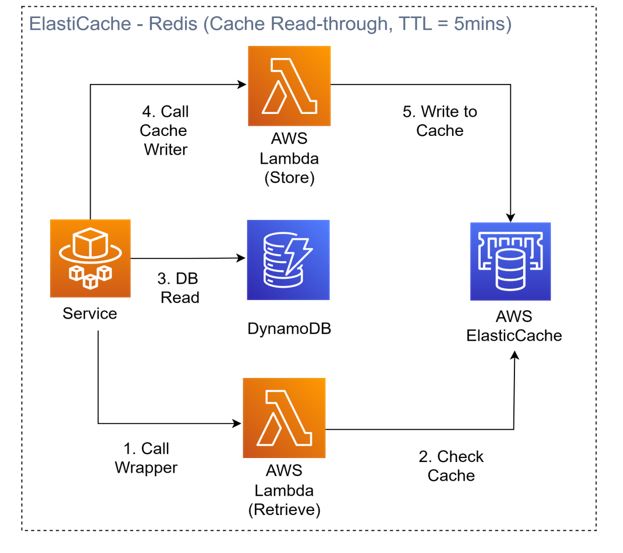 ElastiCache - Redis (Cache Read-through, TTL = 5mins)
4. Call
Cache
Writer
AWS
Lambda
(Store)
5. Write to
Cache
Service
3. DB
Read
DynamoDB
AWS
ElasticCache
1. Call
Wrapper
AWS
Lambda
(Retrieve)
2. Check
Cache